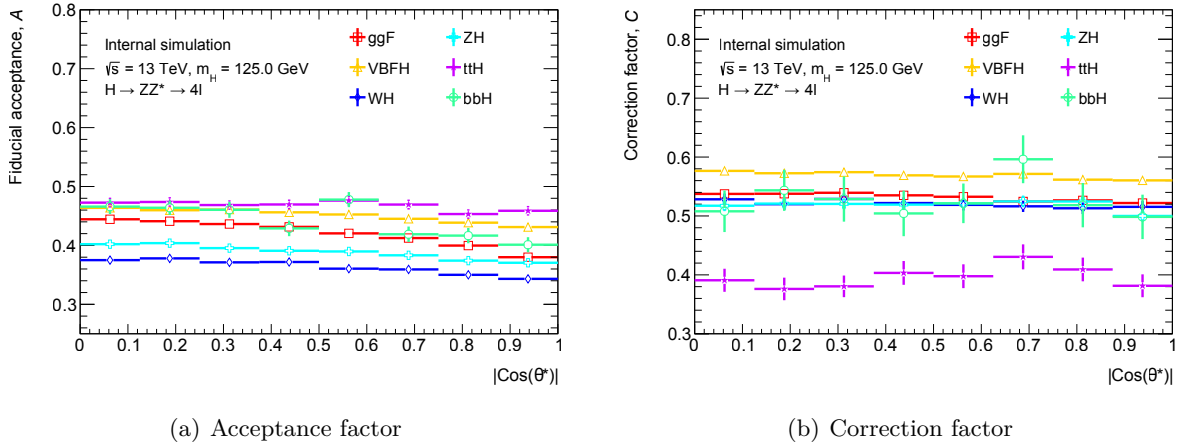 Fiducial acceptance, A
0.8
0.7
0.6
0.5
0.4
0.3
Internal simulation
√s = 13 TeV, m_H = 125.0 GeV
H → ZZ* → 4l
ggF
VBFH
WH
ZH
ttH
bbH
0 0.1 0.2 0.3 0.4 0.5 0.6 0.7 0.8 0.9 1
|Cos(θ*)|
(a) Acceptance factor
Correction factor, C
0.8
0.7
0.6
0.5
0.4
0.3
Internal simulation
√s = 13 TeV, m_H = 125.0 GeV
H → ZZ* → 4l
ggF
VBFH
WH
ZH
ttH
bbH
0 0.1 0.2 0.3 0.4 0.5 0.6 0.7 0.8 0.9 1
|Cos(θ*)|
(b) Correction factor